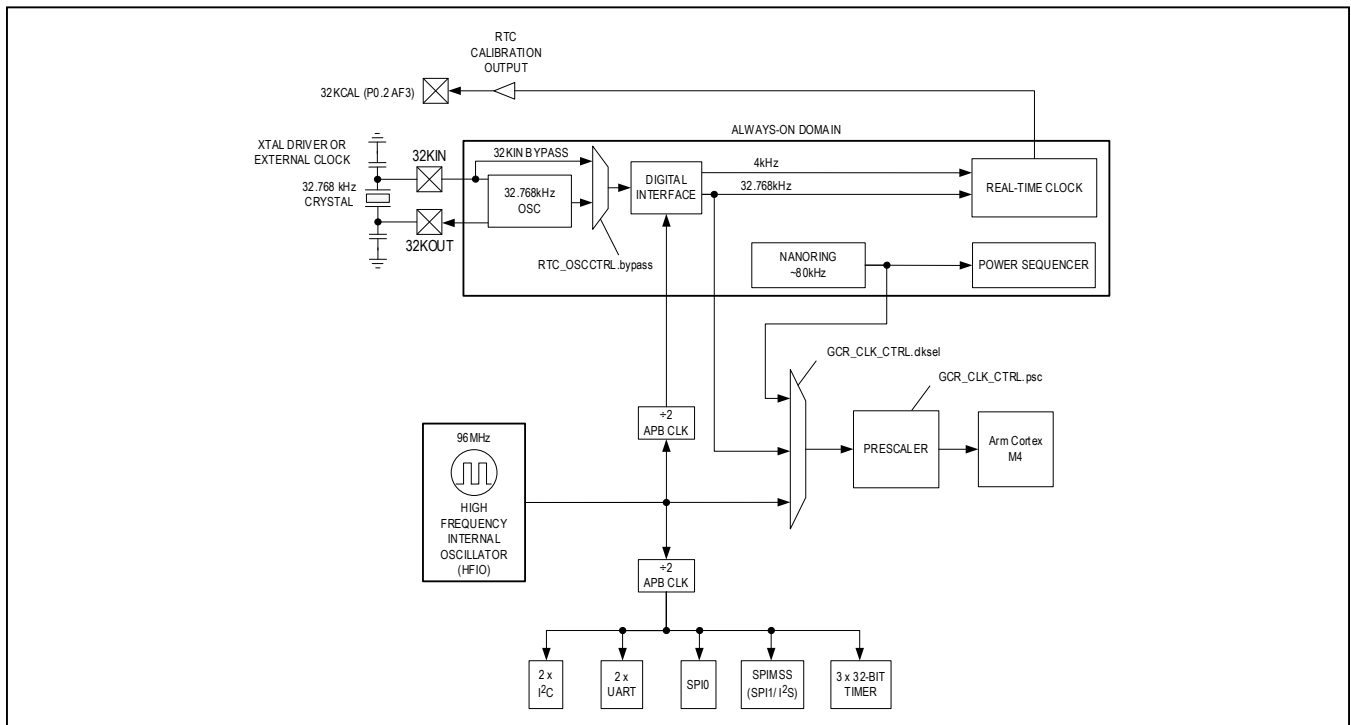 RTC
CALIBRATION
OUTPUT
32KCAL (P0.2 AF3)
ALWAYS-ON DOMAIN
XTAL DRIVER OR
EXTERNAL CLOCK
32KIN
32KIN BYPASS
32.768 kHz
CRYSTAL
32.768kHz
OSC
32KOUT
RTC_OSCCTRL.bypass
DIGITAL
INTERFACE
4kHz
32.768kHz
REAL-TIME CLOCK
NANORING
~80kHz
POWER SEQUENCER
GCR_CLK_CTRL.clksel
GCR_CLK_CTRL.psc
÷2
APB CLK
PRESCALER
Arm Cortex
M4
96MHz
HIGH
FREQUENCY
INTERNAL
OSCILLATOR
(HFIO)
÷2
APB CLK
2 x
I²C
2 x
UART
SPI0
SPIMSS
(SPI1/ I²S)
3 x 32-BIT
TIMER